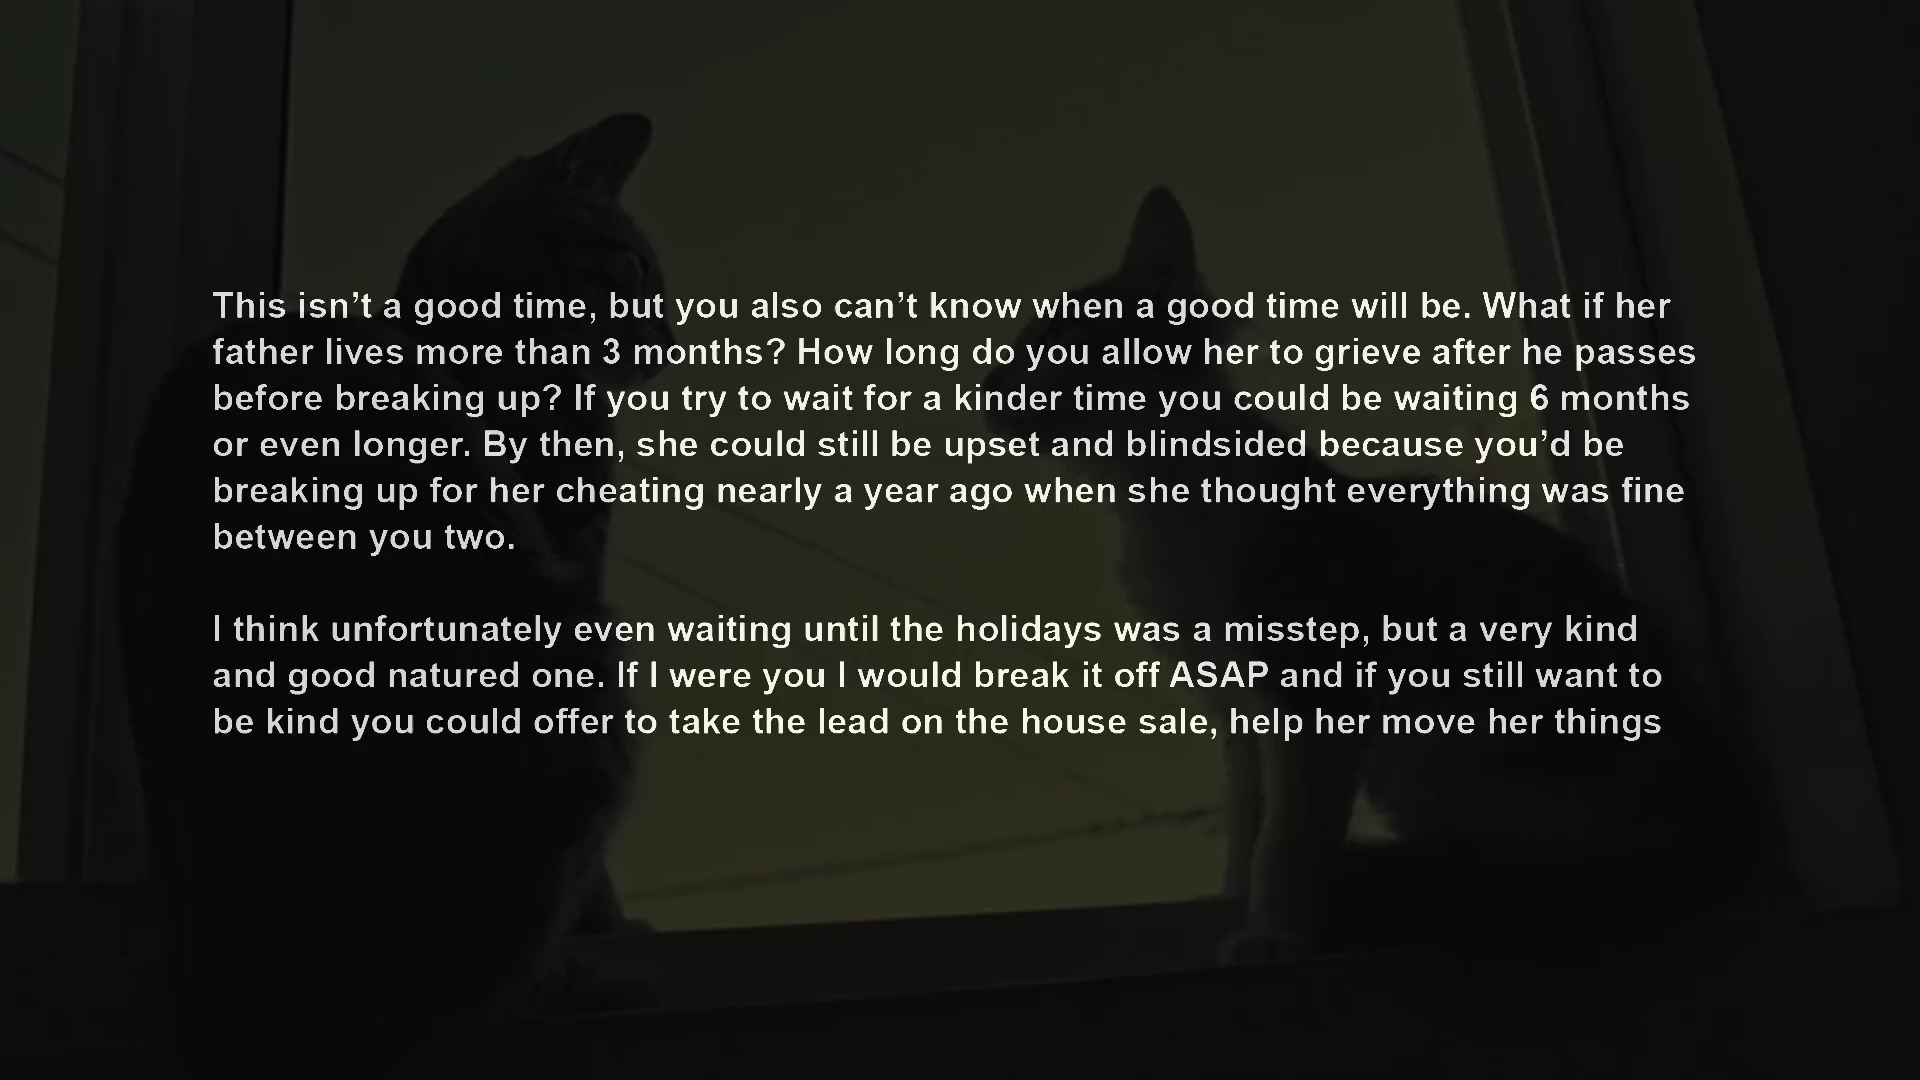 This isn’t a good time, but you also can’t know when a good time will be. What if her
father lives more than 3 months? How long do you allow her to grieve after he passes
before breaking up? If you try to wait for a kinder time you could be waiting 6 months
or even longer. By then, she could still be upset and blindsided because you’d be
breaking up for her cheating nearly a year ago when she thought everything was fine
between you two.
I think unfortunately even waiting until the holidays was a misstep, but a very kind
and good natured one. If I were you I would break it off ASAP and if you still want to
be kind you could offer to take the lead on the house sale, help her move her things